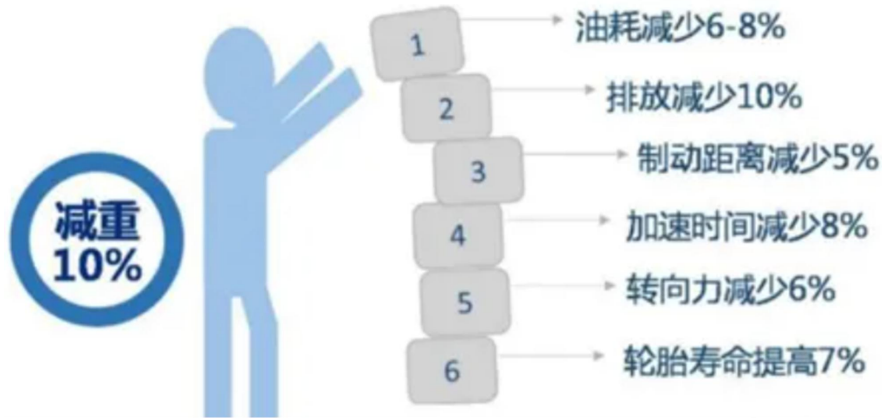 减重
10%
1
油耗减少6-8%
2
排放减少10%
3
制动距离减少5%
4
加速时间减少8%
5
转向力减少6%
6
轮胎寿命提高7%